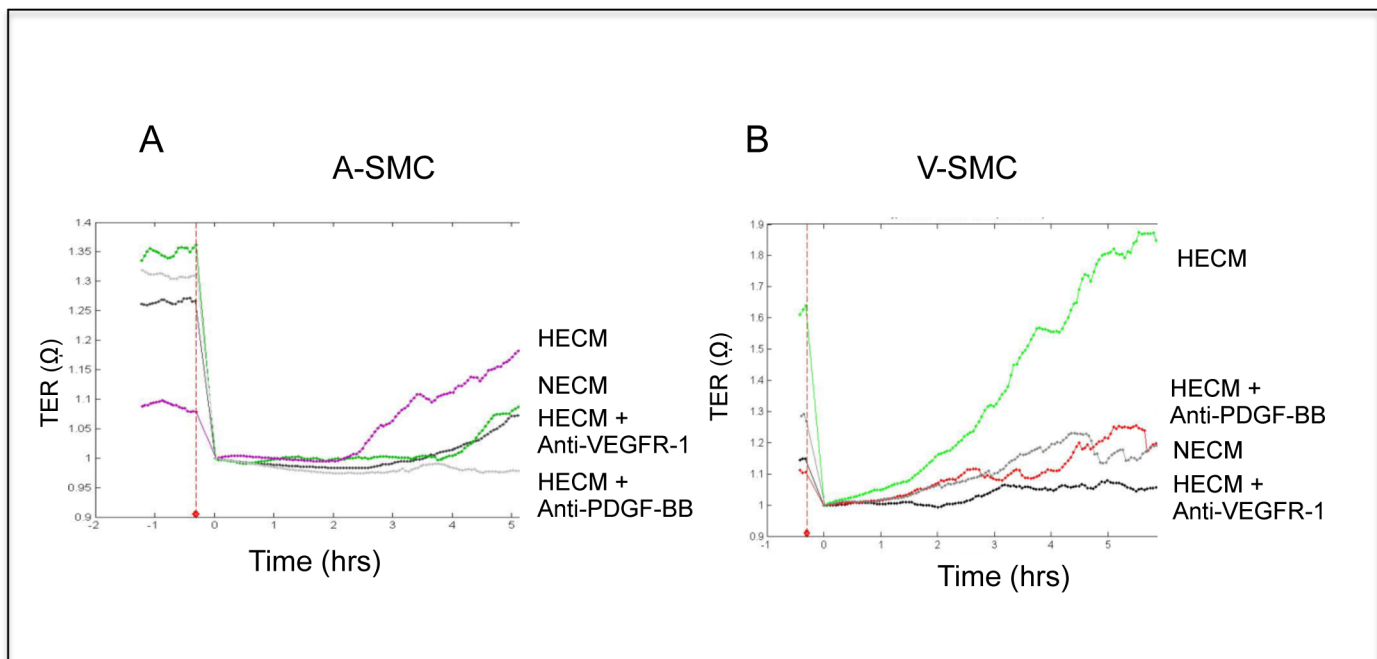 A
A-SMC
TER (Ω)
1.4
1.35
1.3
1.25
1.2
1.15
1.1
1.05
1
0.95
0.9
-2
-1
0
1
2
3
4
5
Time (hrs)
HECM
NECM
HECM +
Anti-VEGFR-1
HECM +
Anti-PDGF-BB
B
V-SMC
TER (Ω)
1.9
1.8
1.7
1.6
1.5
1.4
1.3
1.2
1.1
1
0.9
-1
0
1
2
3
4
5
Time (hrs)
HECM
HECM +
Anti-PDGF-BB
NECM
HECM +
Anti-VEGFR-1